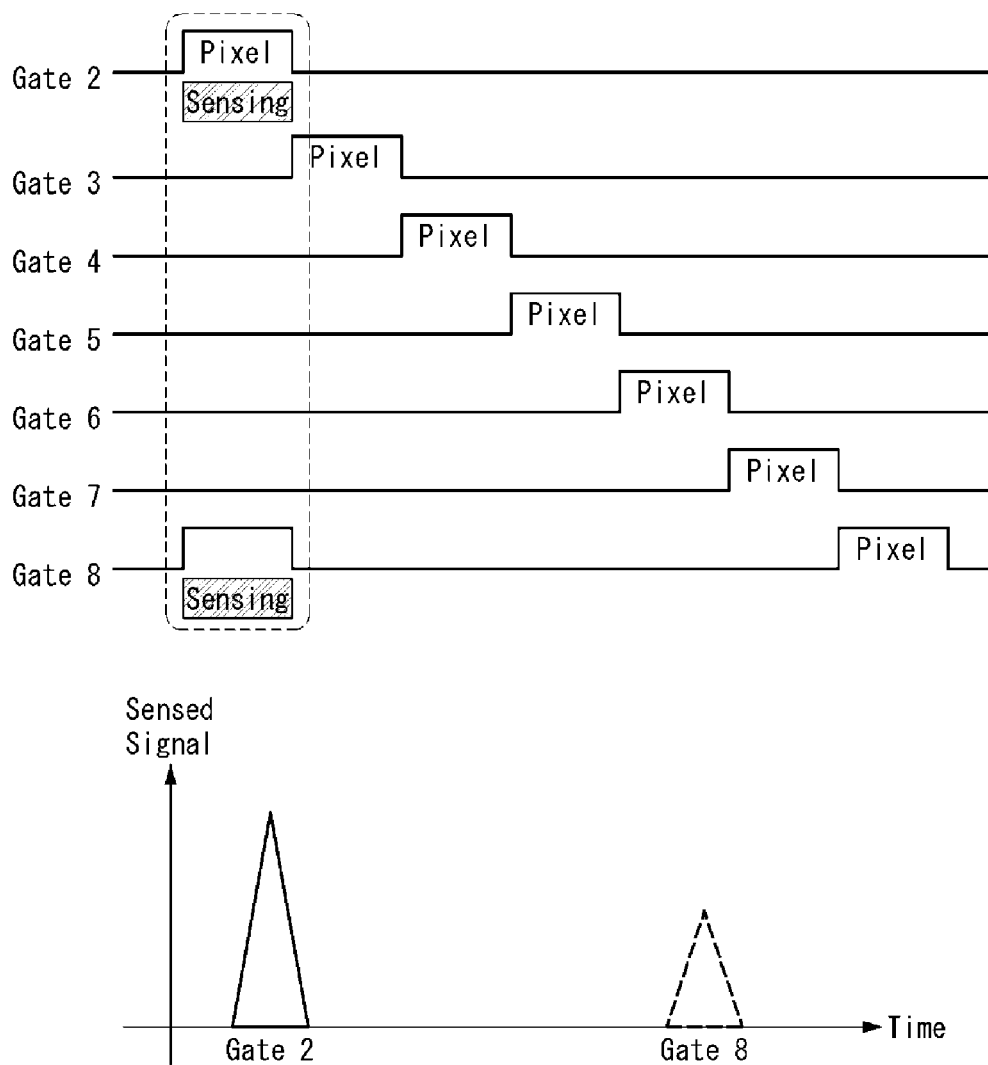 Pixel
Gate 2
Sensing
Pixel
Gate 3
Pixel
Gate 4
Pixel
Gate 5
Pixel
Gate 6
Pixel
Gate 7
Pixel
Gate 8
Sensing
Sensed
Signal
Time
Gate 2
Gate 8